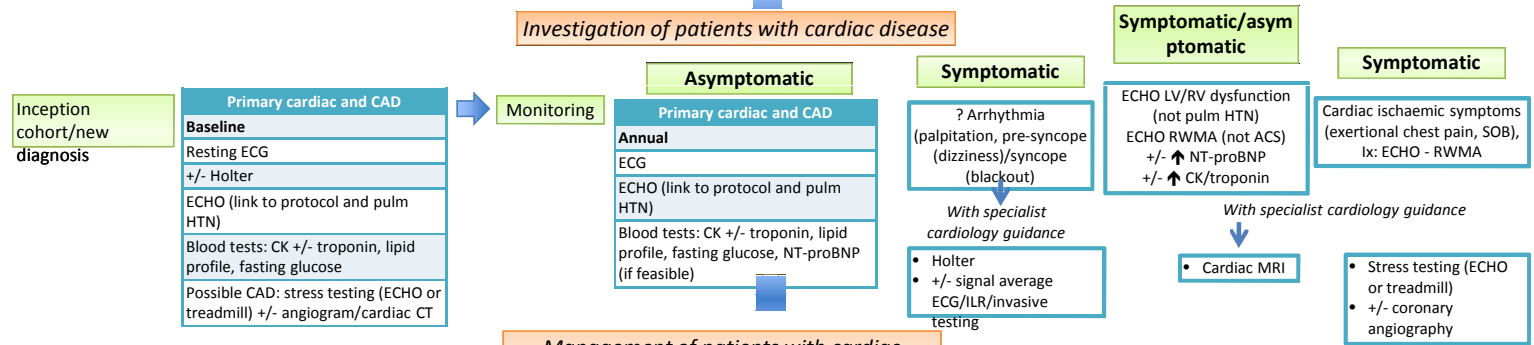 Investigation of patients with cardiac disease
Inception
cohort/new
diagnosis
Primary cardiac and CAD
Baseline
Resting ECG
+/- Holter
ECHO (link to protocol and pulm
HTN)
Blood tests: CK +/- troponin, lipid
profile, fasting glucose
Possible CAD: stress testing (ECHO or
treadmill) +/- angiogram/cardiac CT
Monitoring
Asymptomatic
Primary cardiac and CAD
Annual
ECG
ECHO (link to protocol and pulm
HTN)
Blood tests: CK +/- troponin, lipid
profile, fasting glucose, NT-proBNP
(if feasible)
Symptomatic
? Arrhythmia
(palpitation, pre-syncope
(dizziness)/syncope
(blackout)
With specialist
cardiology guidance
• Holter
• +/- signal average
ECG/ILR/invasive
testing
Symptomatic/asym
ptomatic
ECHO LV/RV dysfunction
(not pulm HTN)
ECHO RWMA (not ACS)
+/- ↑ NT-proBNP
+/- ↑ CK/troponin
Symptomatic
Cardiac ischaemic symptoms
(exertional chest pain, SOB),
Ix: ECHO - RWMA
With specialist cardiology guidance
• Cardiac MRI
• Stress testing (ECHO
or treadmill)
• +/- coronary
angiography
Management of patients with cardiac